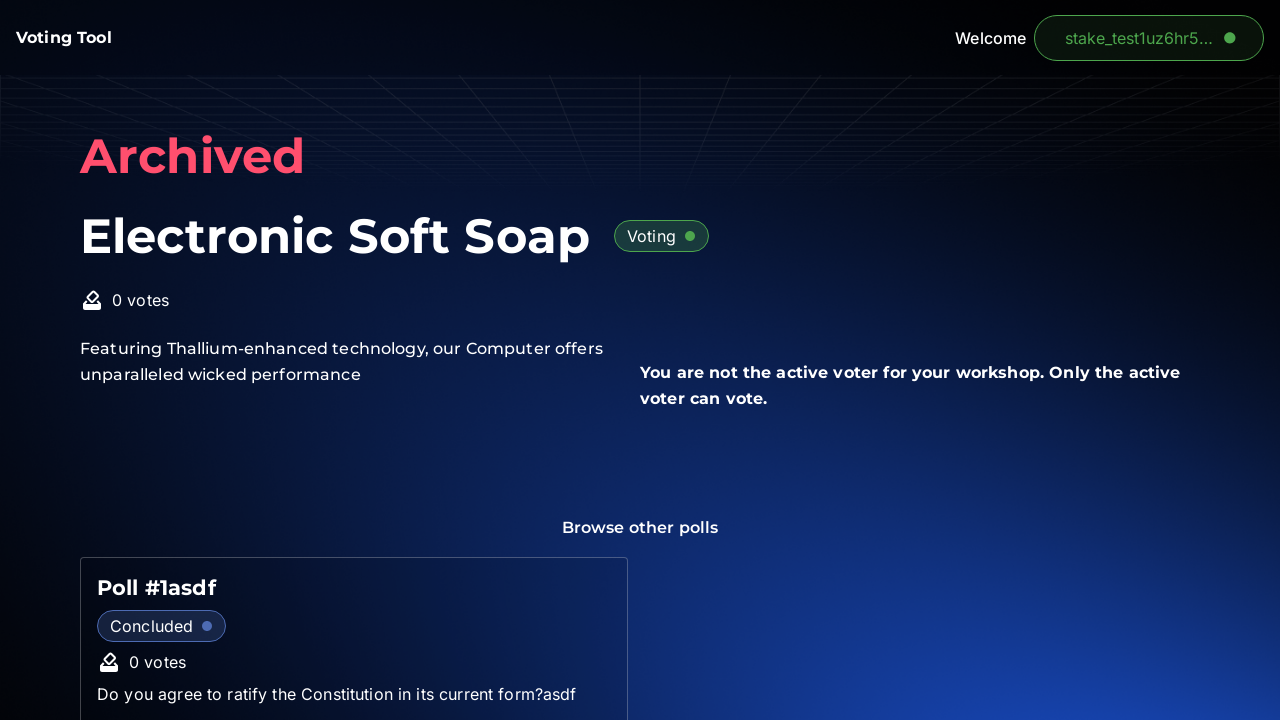 Voting Tool
Welcome
stake_test1uz6hr5...
Archived
Electronic Soft Soap
Voting
0 votes
Featuring Thallium-enhanced technology, our Computer offers
unparalleled wicked performance
You are not the active voter for your workshop. Only the active
voter can vote.
Browse other polls
Poll #1asdf
Concluded
0 votes
Do you agree to ratify the Constitution in its current form?asdf